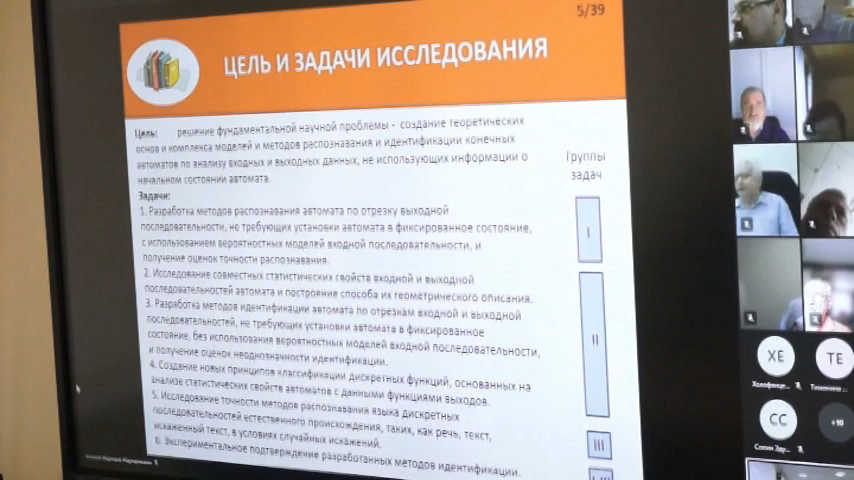 5/39
ЦЕЛЬ И ЗАДАЧИ ИССЛЕДОВАНИЯ
Цель: решение фундаментальной научной проблемы - создание теоретических
основ и комплекса моделей и методов распознавания и идентификации конечных
автоматов по анализу входных и выходных данных, не использующих информации о
начальном состоянии автомата.
Задачи:
1. Разработка методов распознавания автомата по отрезку выходной
последовательности, не требующих установки автомата в фиксированное состояние,
с использованием вероятностных моделей входной последовательности, и
получение оценок точности распознавания.
2. Исследование совместных статистических свойств входной и выходной
последовательностей автомата и построение способа их геометрического описания.
3. Разработка методов идентификации автомата по отрезкам входной и выходной
последовательностей, не требующих установки автомата в фиксированное
состояние, без использования вероятностных моделей входной последовательности,
и получение оценок неоднозначности идентификации.
4. Создание новых принципов классификации дискретных функций, основанных на
анализе статистических свойств автоматов с данными функциями выходов.
5. Исследование точности методов распознавания языка дискретных
последовательностей естественного происхождения, таких, как речь, текст,
искаженный текст, в условиях случайных искажений.
6. Экспериментальное подтверждение разработанных методов идентификации.
Группы
задач
I
II
III
ХЕ
ТЕ
СС
+19